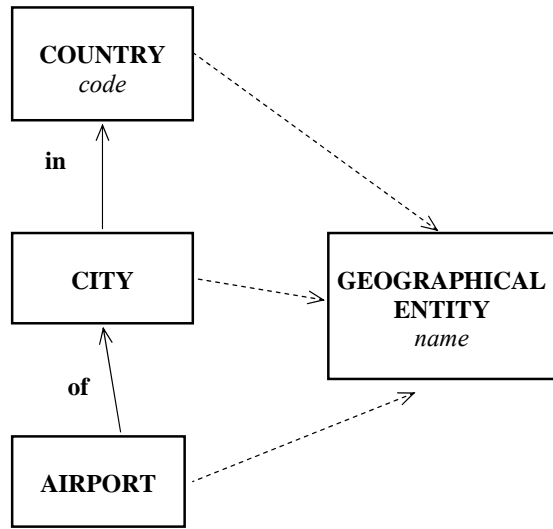 COUNTRY
code
in
CITY
GEOGRAPHICAL
ENTITY
name
of
AIRPORT